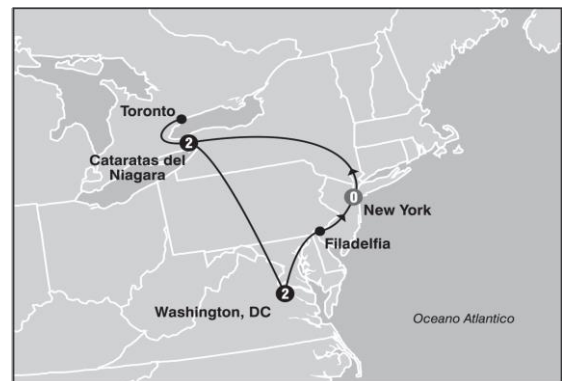 Toronto
2
Cataratas del
Niagara
0
New York
Filadelfia
2
Washington, DC
Oceano Atlantico